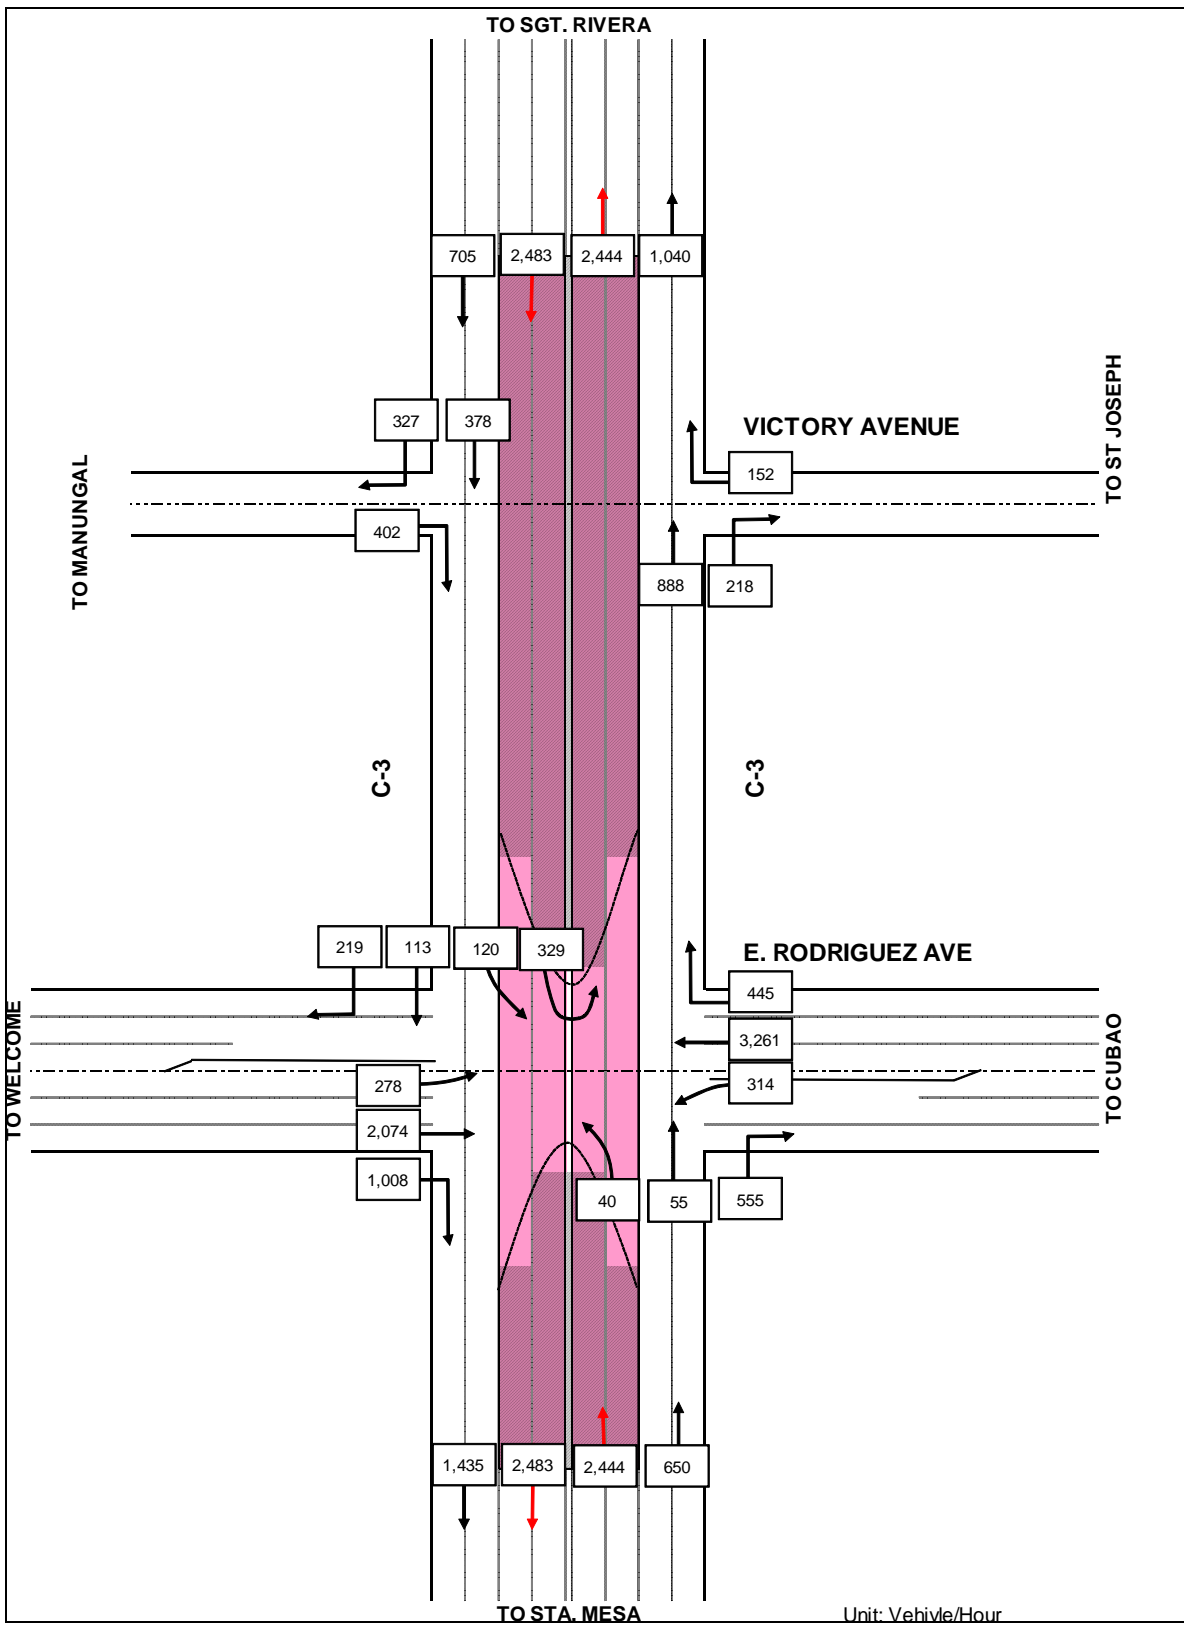 TO SGT. RIVERA
705 2,483 2,444 1,040
327 378
VICTORY AVENUE
TO ST JOSEPH
152
TO MANUNGAL
402
888 218
C-3
C-3
219 113 120 329
E. RODRIGUEZ AVE
445
TO WELCOME
3,261
TO CUBAO
278
314
2,074
1,008
40 55 555
1,435 2,483 2,444 650
TO STA. MESA
Unit: Vehivle/Hour